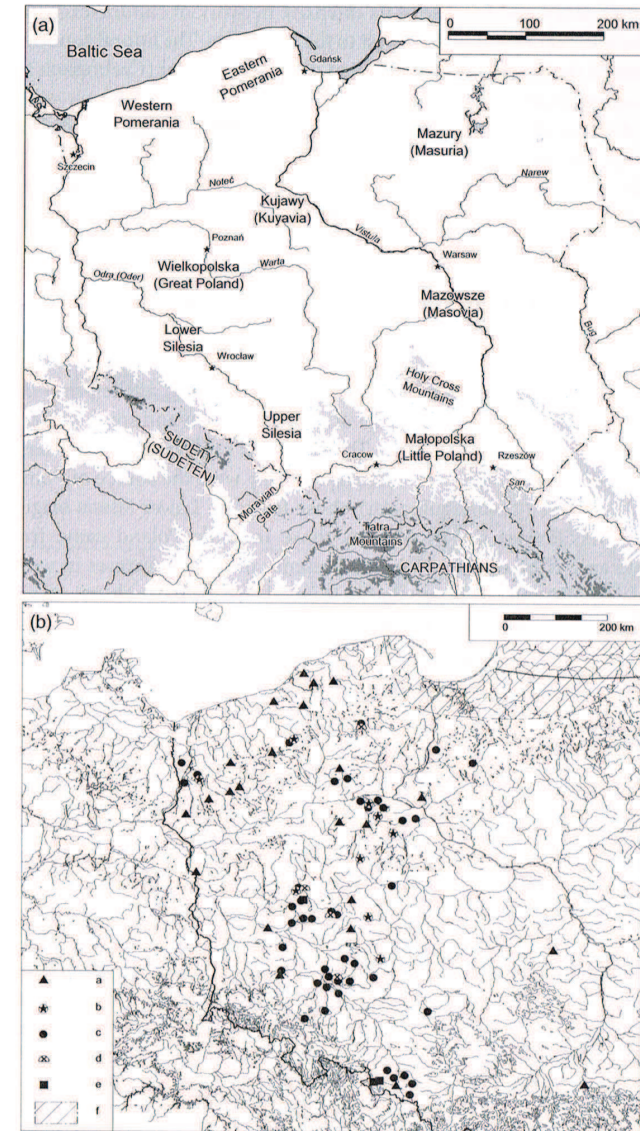 (a)
0 100 200 km
Baltic Sea
Gdańsk
Eastern
Pomerania
Western
Pomerania
Mazury
(Masuria)
Szczecin
Noteć
Narew
Kujawy
(Kuyavia)
Poznań
Vistula
Warsaw
Wielkopolska
(Great Poland)
Odra (Oder)
Warta
Mazowsze
(Masovia)
Bug
Lower
Silesia
Wrocław
Holy Cross
Mountains
Upper
Silesia
Małopolska
(Little Poland)
SUDETY
(SUDETEN)
Cracow
Rzeszów
San
Moravian
Gate
Tatra
Mountains
CARPATHIANS
(b)
0 200 km
a
b
c
d
e
f